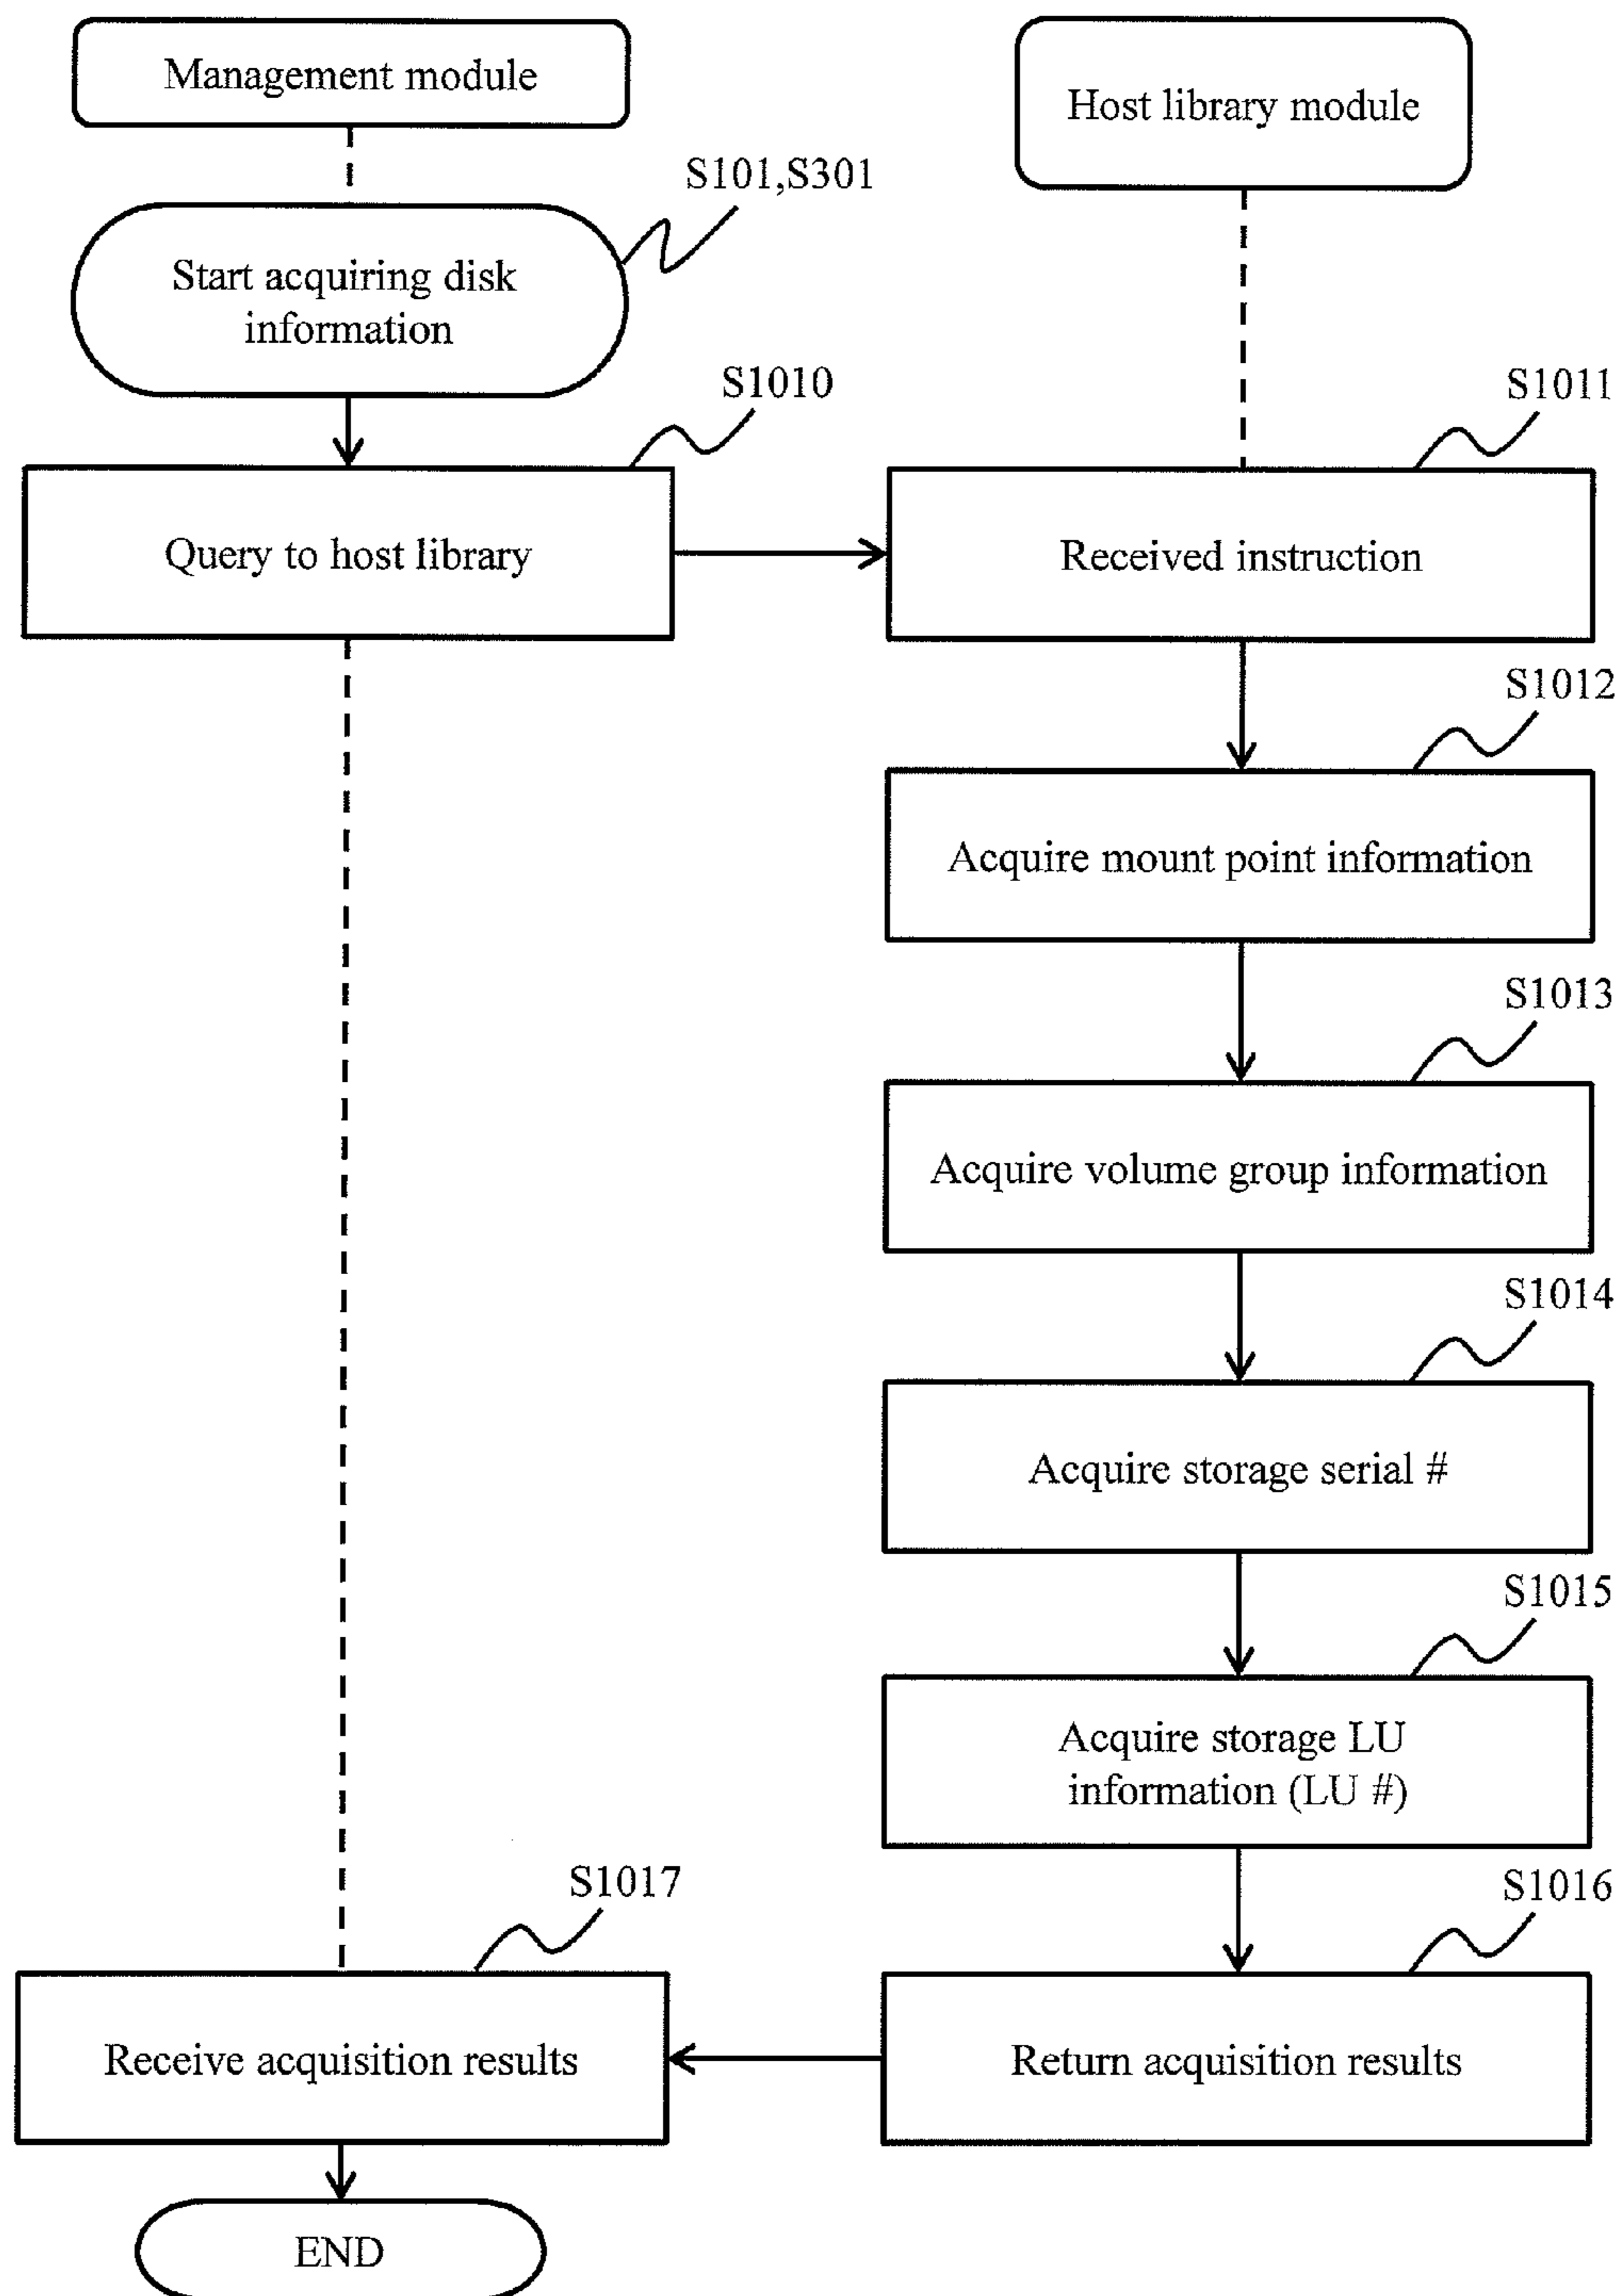 Management module
Host library module
S101,S301
Start acquiring disk
information
S1010
S1011
Query to host library
Received instruction
S1012
Acquire mount point information
S1013
Acquire volume group information
S1014
Acquire storage serial #
S1015
Acquire storage LU
information (LU #)
S1017
S1016
Receive acquisition results
Return acquisition results
END